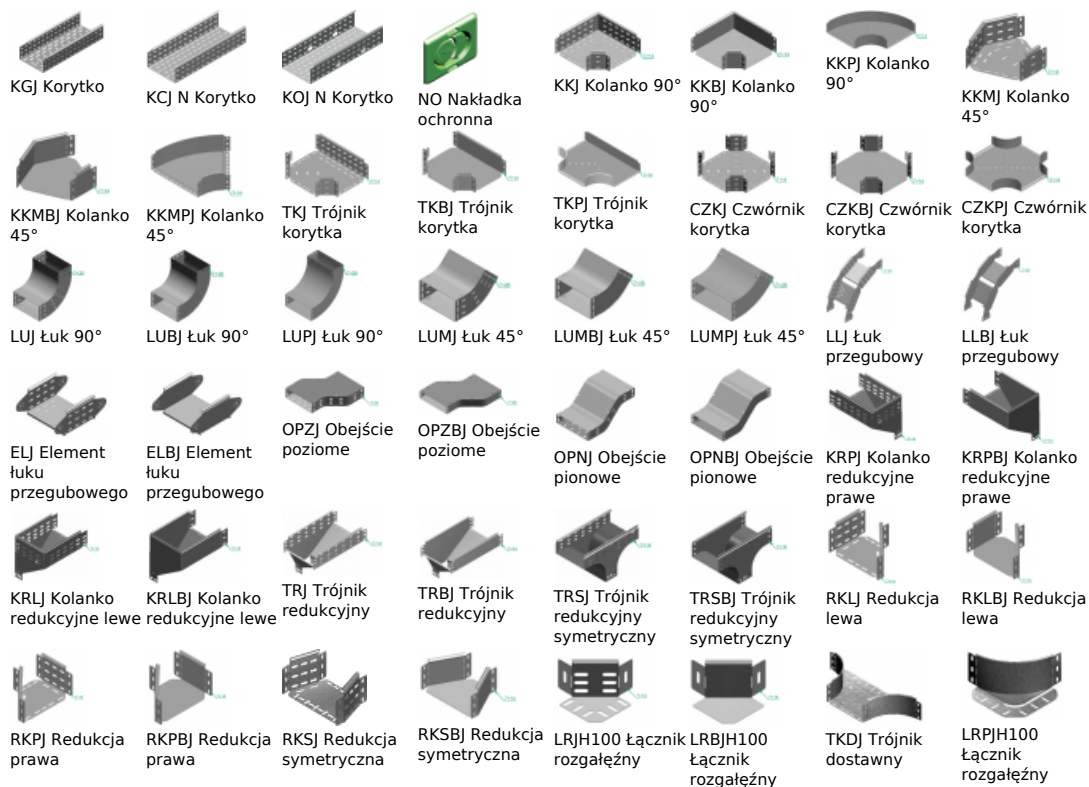 KGJ Korytko
KCJ N Korytko
KOJ N Korytko
NO Nakładka
ochronna
KKJ Kolanko 90°
KKBJ Kolanko
90°
KKPJ Kolanko
90°
KKMJ Kolanko
45°
KKMBJ Kolanko
45°
KKMPJ Kolanko
45°
TKJ Trójnik
korytka
TKBJ Trójnik
korytka
TKPJ Trójnik
korytka
CZKJ Czwórnik
korytka
CZKBJ Czwórnik
korytka
CZKPJ Czwórnik
korytka
LUJ Łuk 90°
LUBJ Łuk 90°
LUPJ Łuk 90°
LUMJ Łuk 45°
LUMBJ Łuk 45°
LUMPJ Łuk 45°
LLJ Łuk
przegubowy
LLBJ Łuk
przegubowy
ELJ Element
łuku
przegubowego
ELBJ Element
łuku
przegubowego
OPZJ Obejście
poziome
OPZBJ Obejście
poziome
OPNJ Obejście
pionowe
OPNBJ Obejście
pionowe
KRPJ Kolanko
redukcyjne
prawe
KRPBJ Kolanko
redukcyjne
prawe
KRLJ Kolanko
redukcyjne lewe
KRLBJ Kolanko
redukcyjne lewe
TRJ Trójnik
redukcyjny
TRBJ Trójnik
redukcyjny
TRSJ Trójnik
redukcyjny
symetryczny
TRSBJ Trójnik
redukcyjny
symetryczny
RKLJ Redukcja
lewa
RKLBJ Redukcja
lewa
RKPJ Redukcja
prawa
RKPBJ Redukcja
prawa
RKSJ Redukcja
symetryczna
RKSBJ Redukcja
symetryczna
LRJH100 Łącznik
rozgałęźny
LRBJH100
Łącznik
rozgałęźny
TKDJ Trójnik
dostawny
LRPJH100
Łącznik
rozgałęźny